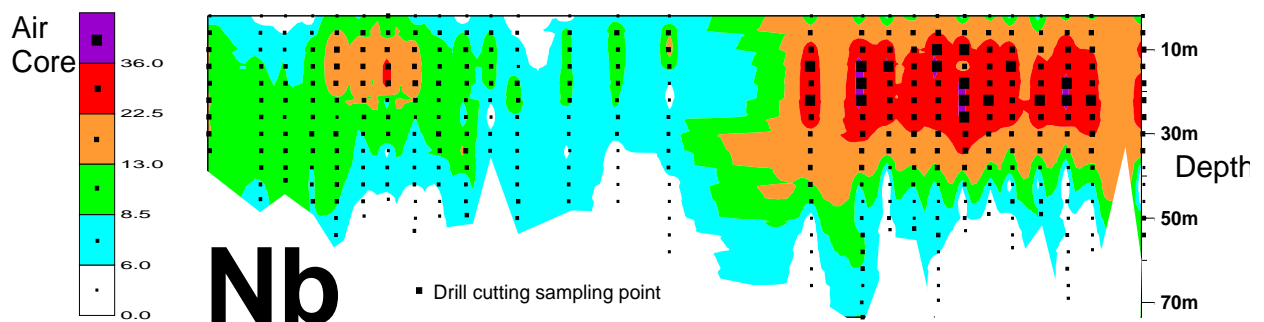 Air
Core
36.0
22.5
13.0
8.5
6.0
0.0
10m
30m
Depth
50m
70m
Nb
Drill cutting sampling point